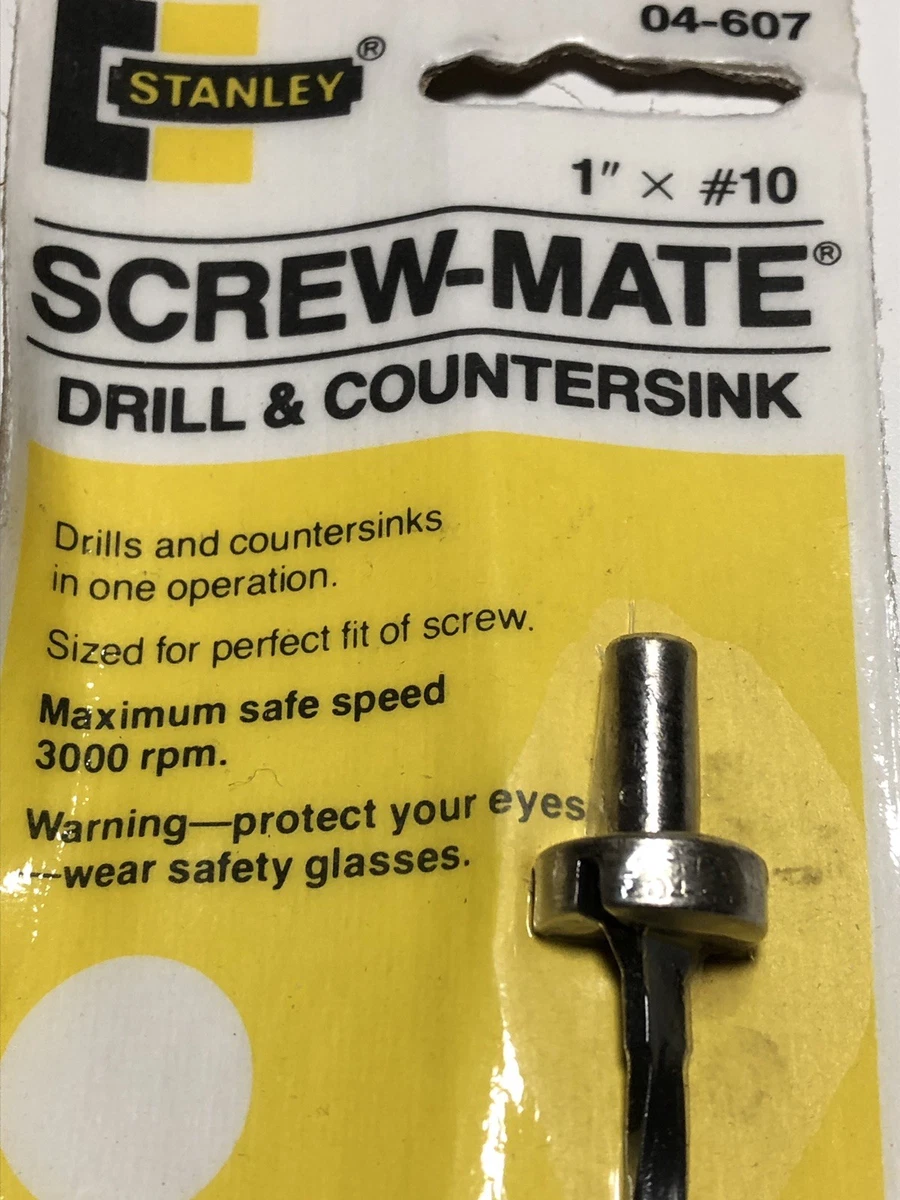 04-607
STANLEY®
1" × #10
SCREW-MATE®
DRILL & COUNTERSINK
Drills and countersinks
in one operation.
Sized for perfect fit of screw.
Maximum safe speed
3000 rpm.
Warning—protect your eyes
—wear safety glasses.